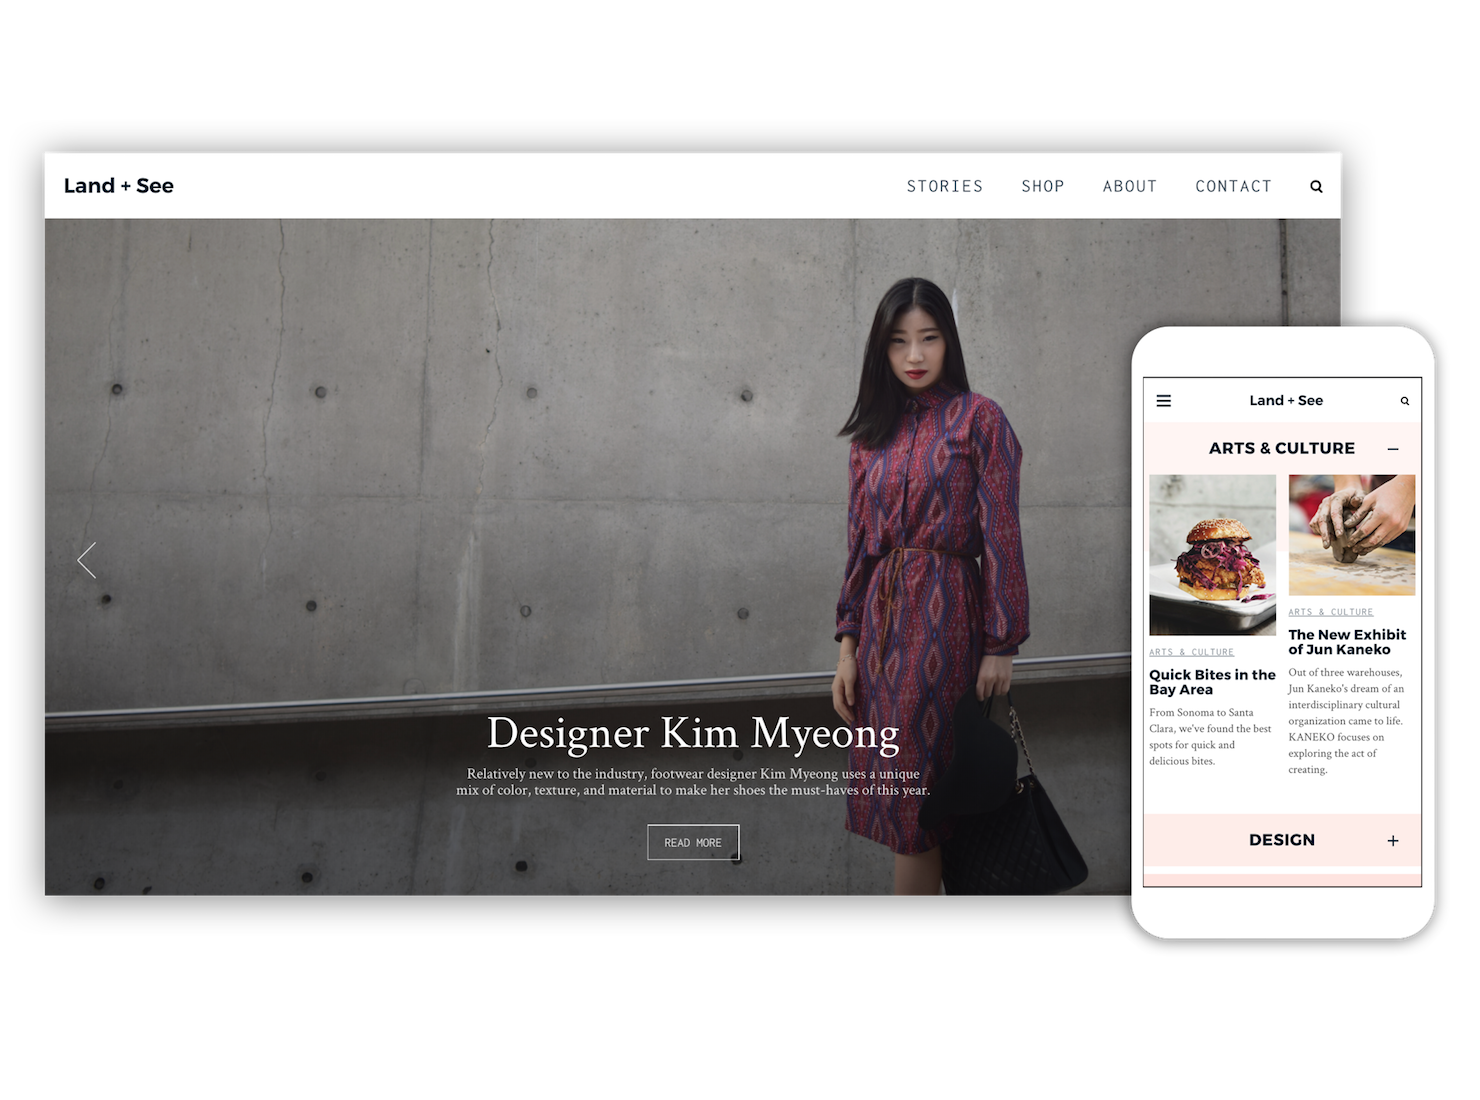 Land + See
STORIES SHOP ABOUT CONTACT
Designer Kim Myeong
Relatively new to the industry, footwear designer Kim Myeong uses a unique
mix of color, texture, and material to make her shoes the must-haves of this year.
READ MORE
Land + See
ARTS & CULTURE
ARTS & CULTURE
Quick Bites in the
Bay Area
From Sonoma to Santa
Clara, we've found the best
spots for quick and
delicious bites.
ARTS & CULTURE
The New Exhibit
of Jun Kaneko
Out of three warehouses,
Jun Kaneko's dream of an
interdisciplinary cultural
organization came to life.
KANEKO focuses on
exploring the act of
creating.
DESIGN